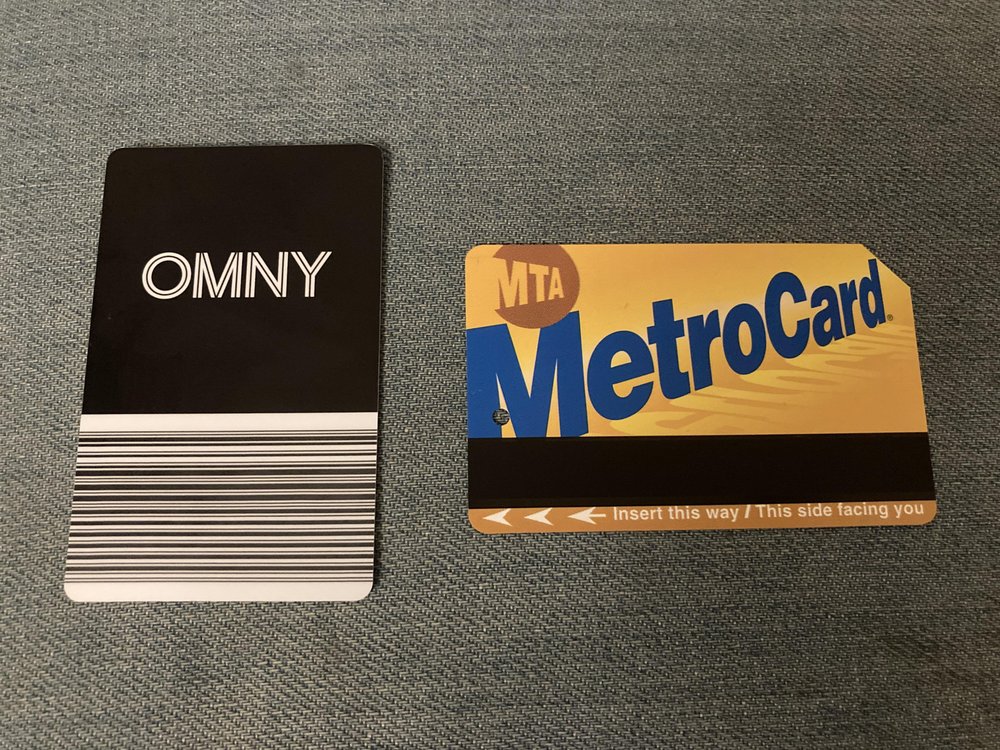 OMNY
MTA
MetroCard®
Insert this way / This side facing you